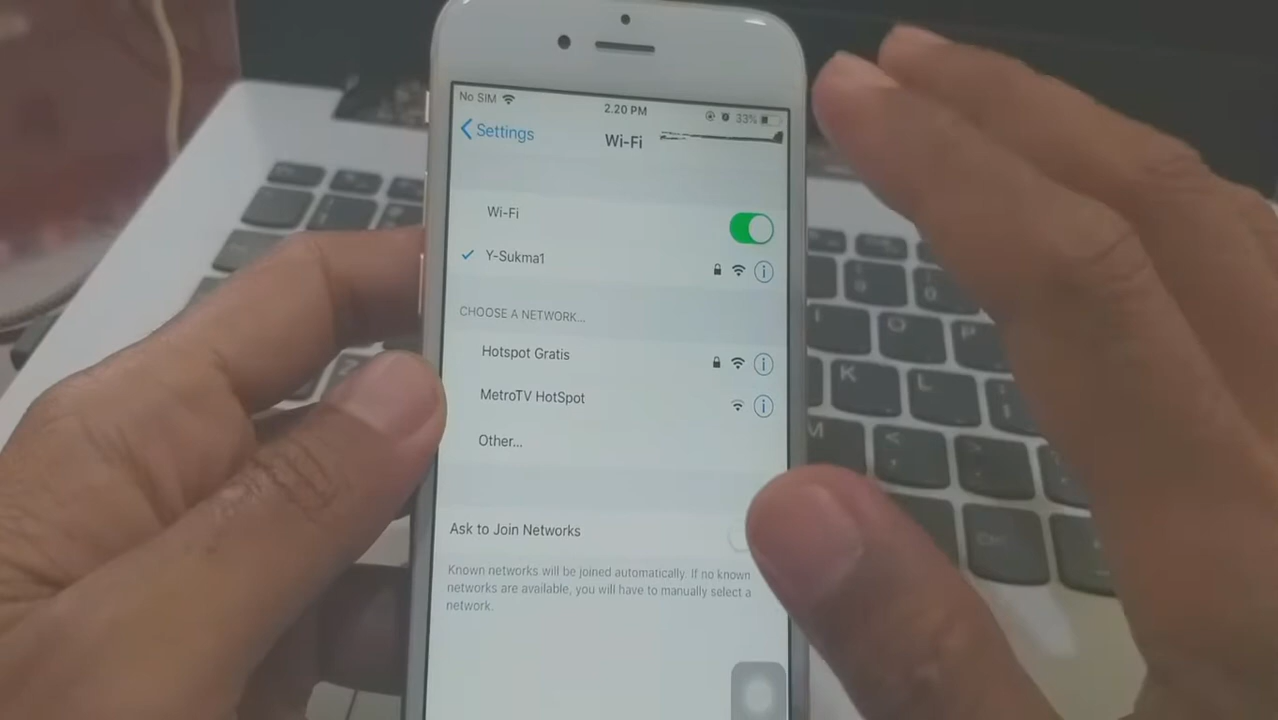 No SIM
2.20 PM
33%
Settings
Wi-Fi
Wi-Fi
Y-Sukma1
CHOOSE A NETWORK...
Hotspot Gratis
MetroTV HotSpot
Other...
Ask to Join Networks
Known networks will be joined automatically. If no known
networks are available, you will have to manually select a
network.
I
O
P
K
L
Z
M